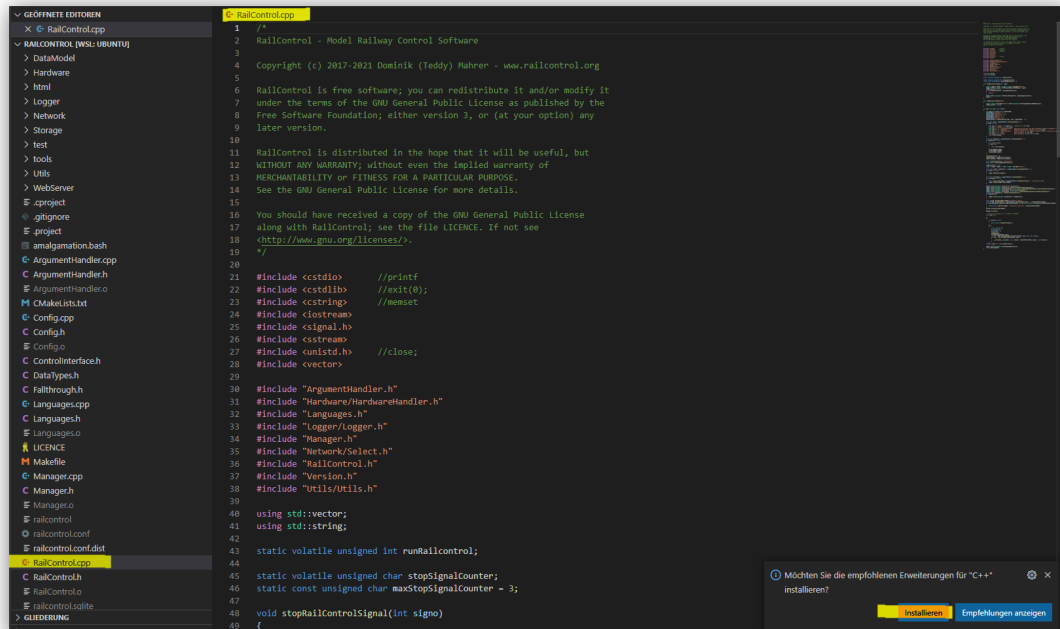 GEÖFFNETE EDITOREN
RailControl.cpp
RAILCONTROL [WSL: UBUNTU]
DataModel
Hardware
html
Logger
Network
Storage
test
tools
Utils
WebServer
.cproject
.gitignore
.project
amalgamation.bash
ArgumentHandler.cpp
ArgumentHandler.h
ArgumentHandler.o
CMakeLists.txt
Config.cpp
Config.h
Config.o
ControlInterface.h
DataTypes.h
Fallthrough.h
Languages.cpp
Languages.h
Languages.o
LICENCE
Makefile
Manager.cpp
Manager.h
Manager.o
railcontrol
railcontrol.conf
railcontrol.conf.dist
RailControl.cpp
RailControl.h
RailControl.o
railcontrol.sqlite
GLIEDERUNG
RailControl.cpp
1 /*
2 RailControl - Model Railway Control Software
3
4 Copyright (c) 2017-2021 Dominik (Teddy) Mahrer - www.railcontrol.org
5
6 RailControl is free software; you can redistribute it and/or modify it
7 under the terms of the GNU General Public License as published by the
8 Free Software Foundation; either version 3, or (at your option) any
9 later version.
10
11 RailControl is distributed in the hope that it will be useful, but
12 WITHOUT ANY WARRANTY; without even the implied warranty of
13 MERCHANTABILITY or FITNESS FOR A PARTICULAR PURPOSE.
14 See the GNU General Public License for more details.
15
16 You should have received a copy of the GNU General Public License
17 along with RailControl; see the file LICENCE. If not see
18 <http://www.gnu.org/licenses/>.
19 */
20
21 #include <cstdio> //printf
22 #include <cstdlib> //exit(0);
23 #include <cstring> //memset
24 #include <iostream>
25 #include <signal.h>
26 #include <sstream>
27 #include <unistd.h> //close;
28 #include <vector>
29
30 #include "ArgumentHandler.h"
31 #include "Hardware/HardwareHandler.h"
32 #include "Languages.h"
33 #include "Logger/Logger.h"
34 #include "Manager.h"
35 #include "Network/Select.h"
36 #include "RailControl.h"
37 #include "Version.h"
38 #include "Utils/Utils.h"
39
40 using std::vector;
41 using std::string;
42
43 static volatile unsigned int runRailcontrol;
44
45 static volatile unsigned char stopSignalCounter;
46 static const unsigned char maxStopSignalCounter = 3;
47
48 void stopRailControlSignal(int signo)
49 {
Möchten Sie die empfohlenen Erweiterungen für "C++"
installieren?
Installieren
Empfehlungen anzeigen